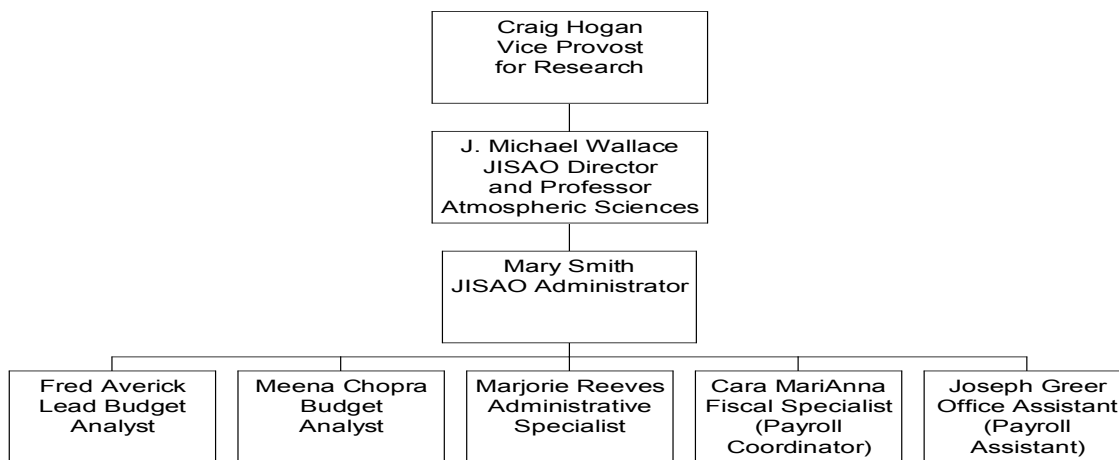 Craig Hogan
Vice Provost
for Research
J. Michael Wallace
JISAO Director
and Professor
Atmospheric Sciences
Mary Smith
JISAO Administrator
Fred Averick
Lead Budget
Analyst
Meena Chopra
Budget
Analyst
Marjorie Reeves
Administrative
Specialist
Cara MariAnna
Fiscal Specialist
(Payroll
Coordinator)
Joseph Greer
Office Assistant
(Payroll
Assistant)